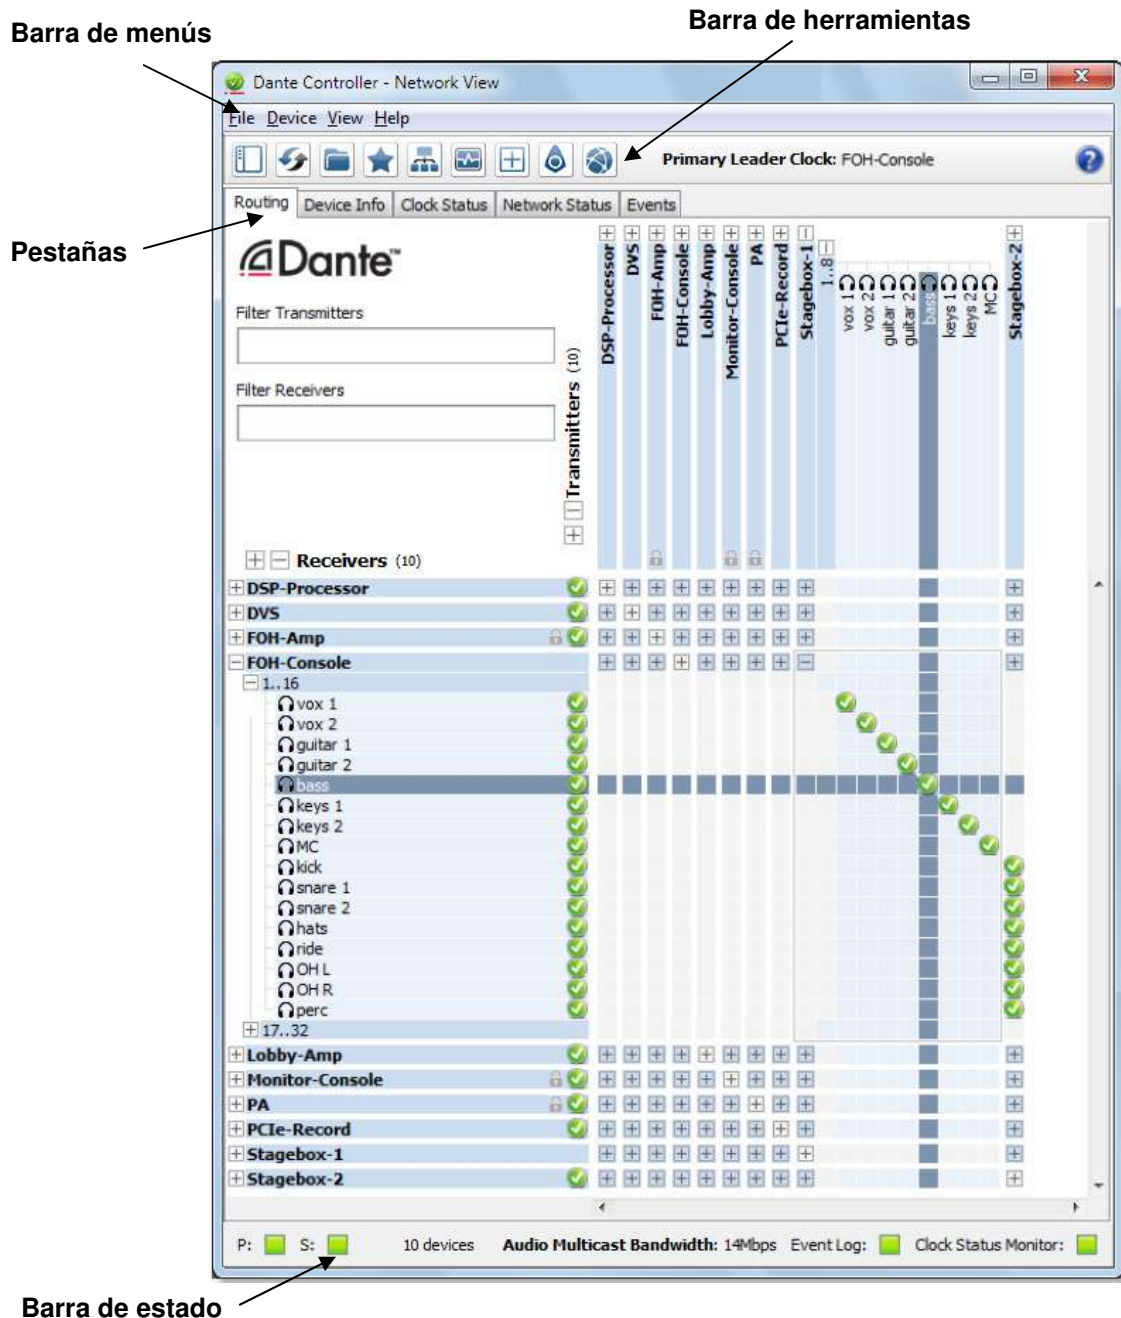 Barra de menús
Barra de herramientas
Dante Controller - Network View
File Device View Help
Primary Leader Clock: FOH-Console
Routing Device Info Clock Status Network Status Events
Pestañas
Dante™
Filter Transmitters
Filter Receivers
Transmitters (10)
DSP-Processor
DVS
FOH-Amp
FOH-Console
Lobby-Amp
Monitor-Console
PA
PCIe-Record
Stagebox-1
1..8
vox 1
vox 2
guitar 1
guitar 2
bass
keys 1
keys 2
MC
Stagebox-2
Receivers (10)
DSP-Processor
DVS
FOH-Amp
FOH-Console
1..16
vox 1
vox 2
guitar 1
guitar 2
bass
keys 1
keys 2
MC
kick
snare 1
snare 2
hats
ride
OH L
OH R
perc
17..32
Lobby-Amp
Monitor-Console
PA
PCIe-Record
Stagebox-1
Stagebox-2
P: S: 10 devices Audio Multicast Bandwidth: 14Mbps Event Log: Clock Status Monitor:
Barra de estado